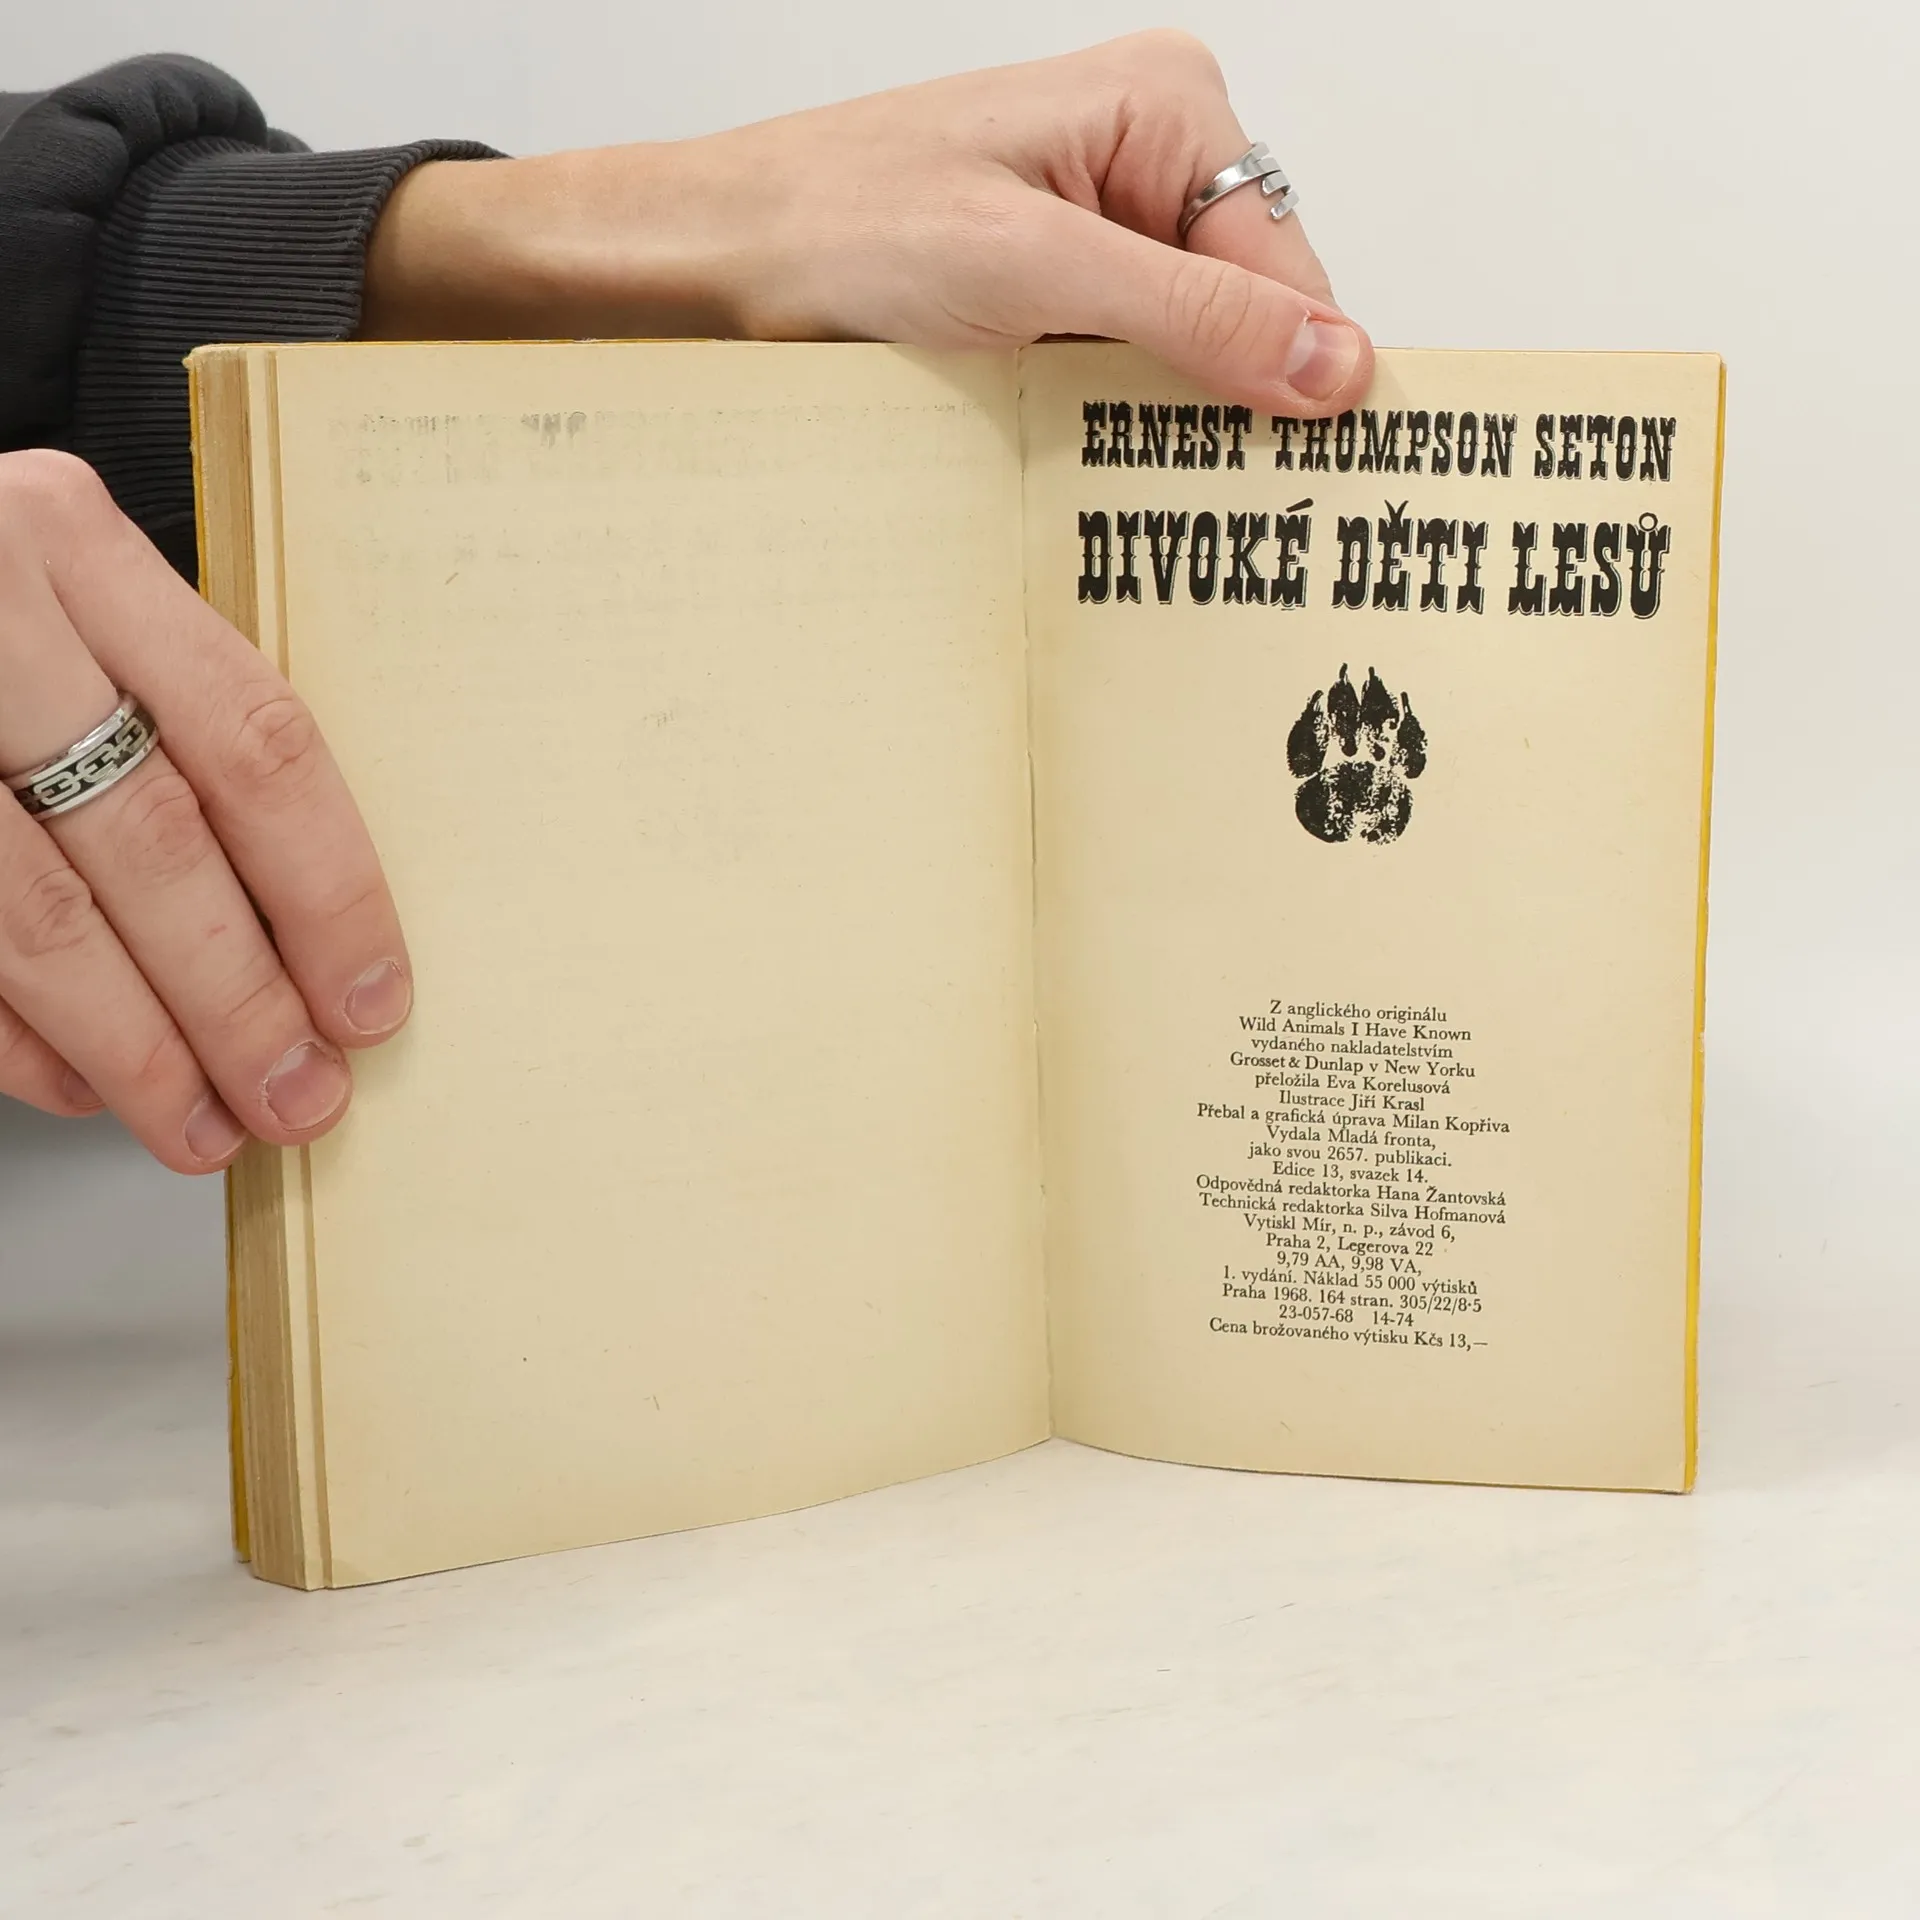 ERNEST THOMPSON SETON
DIVOKÉ DĚTI LESŮ
Z anglického originálu
Wild Animals I Have Known
vydaného nakladatelstvím
Grosset & Dunlap v New Yorku
přeložila Eva Korelusová
Ilustrace Jiří Krasl
Přebal a grafická úprava Milan Kopřiva
Vydala Mladá fronta,
jako svou 2657. publikaci.
Edice 13, svazek 14.
Odpovědná redaktorka Hana Žantovská
Technická redaktorka Silva Hofmanová
Vytiskl Mír, n. p., závod 6,
Praha 2, Legerova 22
9,79 AA, 9,98 VA,
1. vydání. Náklad 55 000 výtisků
Praha 1968. 164 stran. 305/22/8·5
23-057-68 14-74
Cena brožovaného výtisku Kčs 13,—